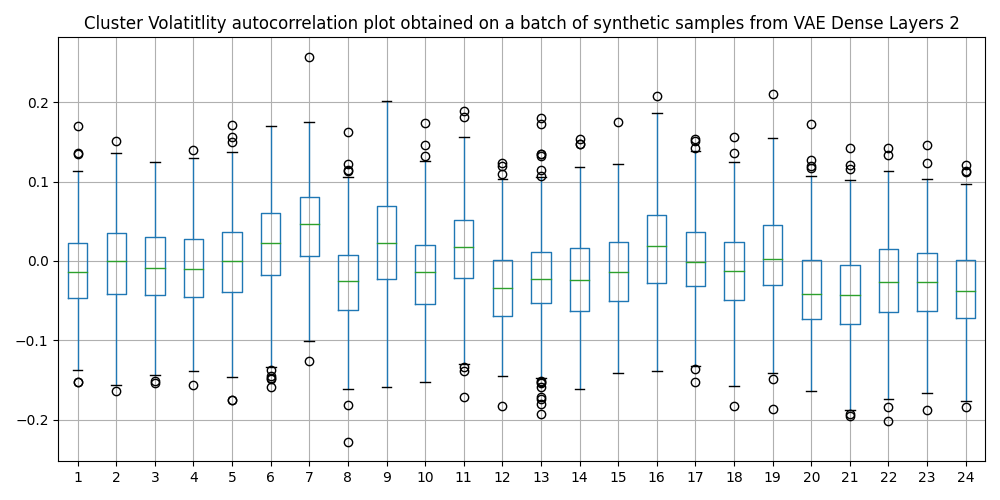 Cluster Volatitlity autocorrelation plot obtained on a batch of synthetic samples from VAE Dense Layers 2
0.2
0.1
0.0
−0.1
−0.2
1 2 3 4 5 6 7 8 9 10 11 12 13 14 15 16 17 18 19 20 21 22 23 24